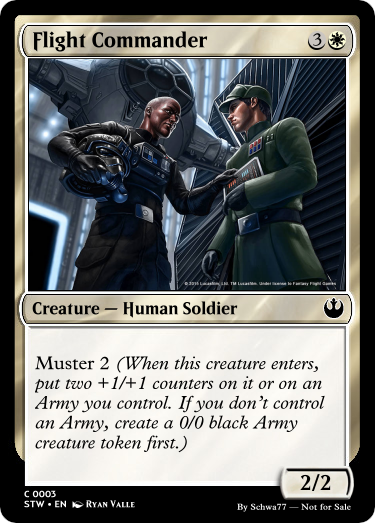 Flight Commander 3
© 2015 Lucasfilm, Ltd. TM Lucasfilm. Under license to Fantasy Flight Games
Creature — Human Soldier
Muster 2 (When this creature enters,
put two +1/+1 counters on it or on an
Army you control. If you don't control
an Army, create a 0/0 black Army
creature token first.)
2/2
C 0003
STW • EN Ryan Valle
By Schwa77 — Not for Sale